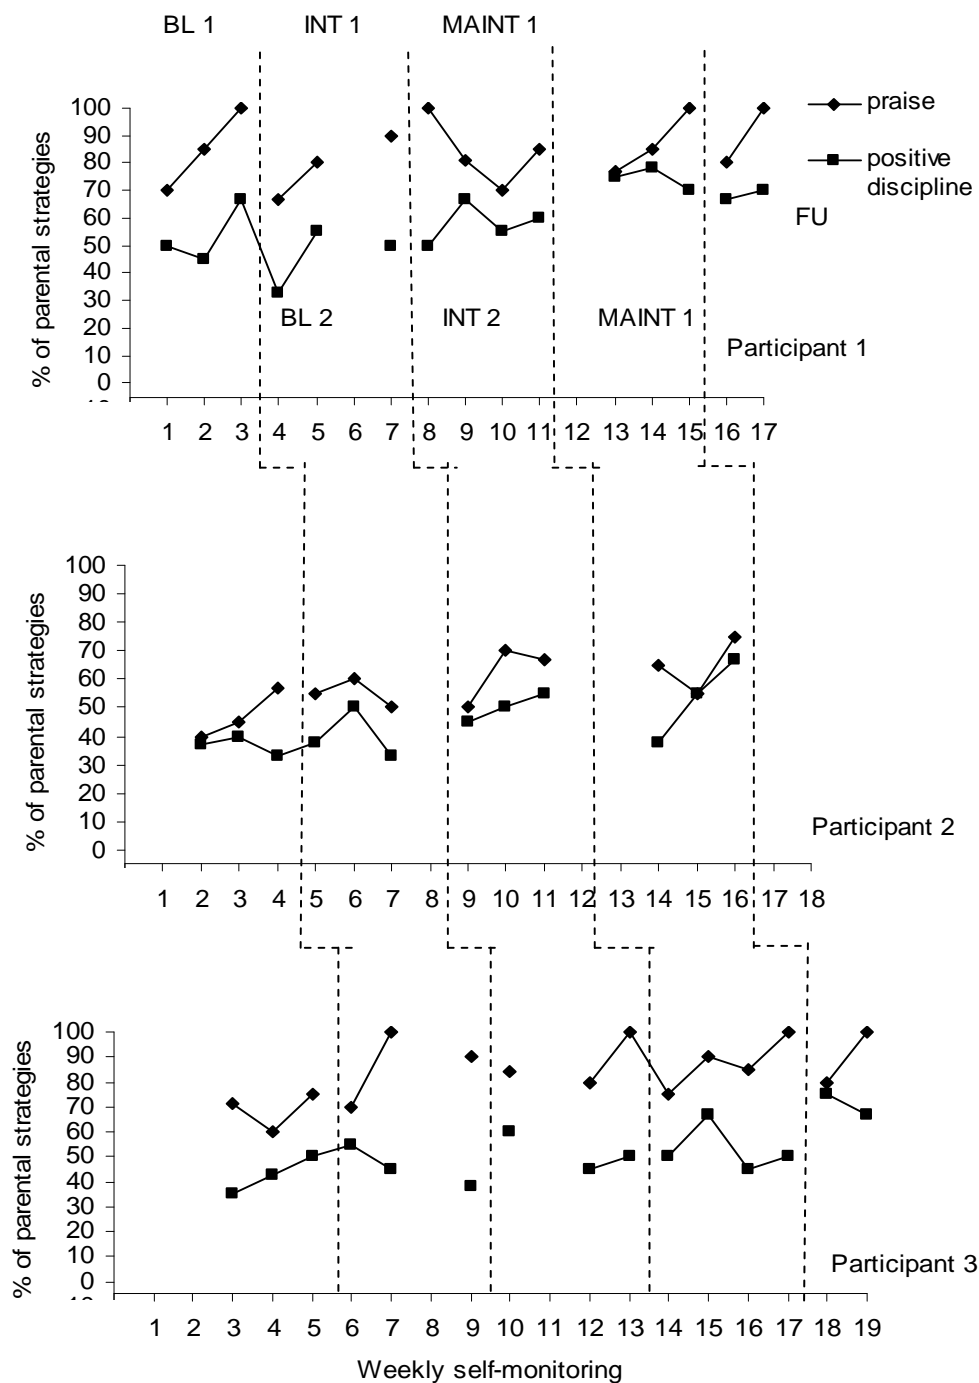 BL 1 INT 1 MAINT 1
100
90
80
70
60
50
40
30
20
10
0
% of parental strategies
praise
positive
discipline
FU
BL 2 INT 2 MAINT 1
Participant 1
1 2 3 4 5 6 7 8 9 10 11 12 13 14 15 16 17
100
90
80
70
60
50
40
30
20
10
0
% of parental strategies
Participant 2
1 2 3 4 5 6 7 8 9 10 11 12 13 14 15 16 17 18
100
90
80
70
60
50
40
30
20
10
0
% of parental strategies
Participant 3
1 2 3 4 5 6 7 8 9 10 11 12 13 14 15 16 17 18 19
Weekly self-monitoring